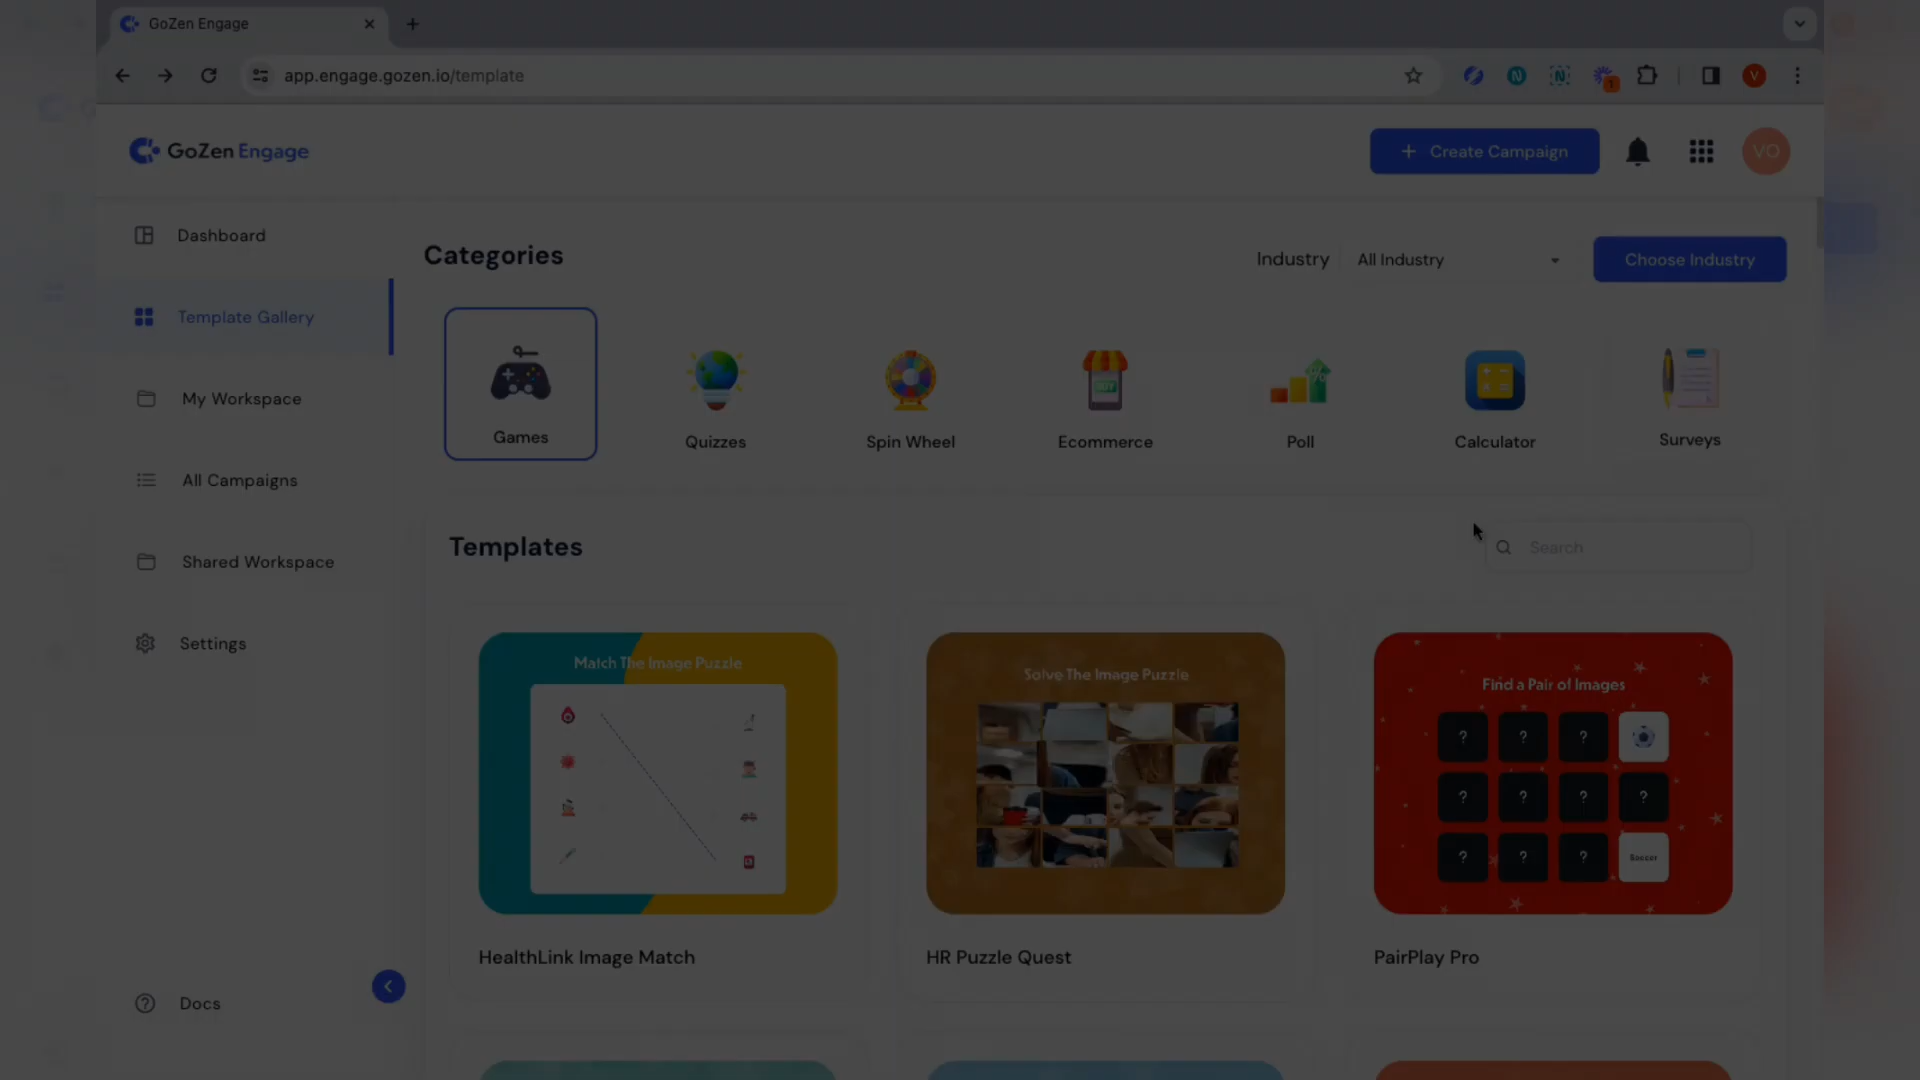 GoZen Engage
app.engage.gozen.io/template
1
V
GoZen Engage
+ Create Campaign
VO
Dashboard
Template Gallery
My Workspace
All Campaigns
Shared Workspace
Settings
Docs
Categories
Industry
All Industry
Choose Industry
Games
Quizzes
Spin Wheel
BUY
Ecommerce
%
Poll
Calculator
Surveys
Templates
Search
Match The Image Puzzle
HealthLink Image Match
Solve The Image Puzzle
HR Puzzle Quest
Find a Pair of Images
? ? ?
? ? ? ?
? ? ? Soccer
PairPlay Pro